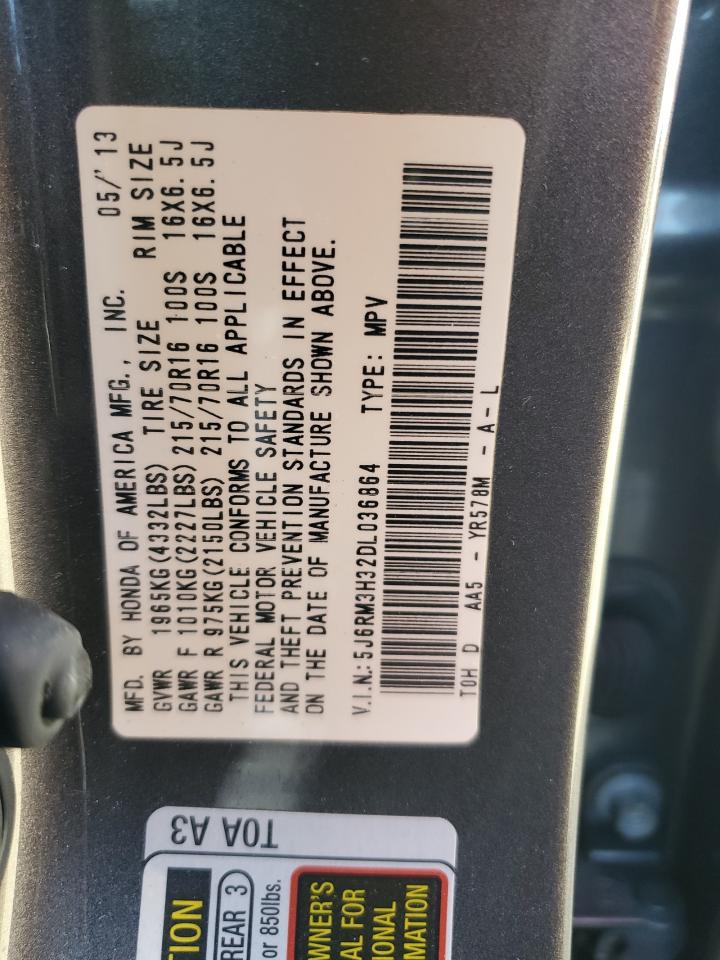 MFD. BY HONDA OF AMERICA MFG., INC. 05/'13
GVWR 1965KG(4332LBS) TIRE SIZE RIM SIZE
GAWR F 1010KG(2227LBS) 215/70R16 100S 16X6.5J
GAWR R 975KG(2150LBS) 215/70R16 100S 16X6.5J
THIS VEHICLE CONFORMS TO ALL APPLICABLE
FEDERAL MOTOR VEHICLE SAFETY
AND THEFT PREVENTION STANDARDS IN EFFECT
ON THE DATE OF MANUFACTURE SHOWN ABOVE.
V.I.N.: 5J6RM3H32DL036864 TYPE: MPV
T0H D AA5 - YR578M - A - L
T0A A3
TION
REAR 3
or 850lbs.
WNER'S
AL FOR
IONAL
MATION